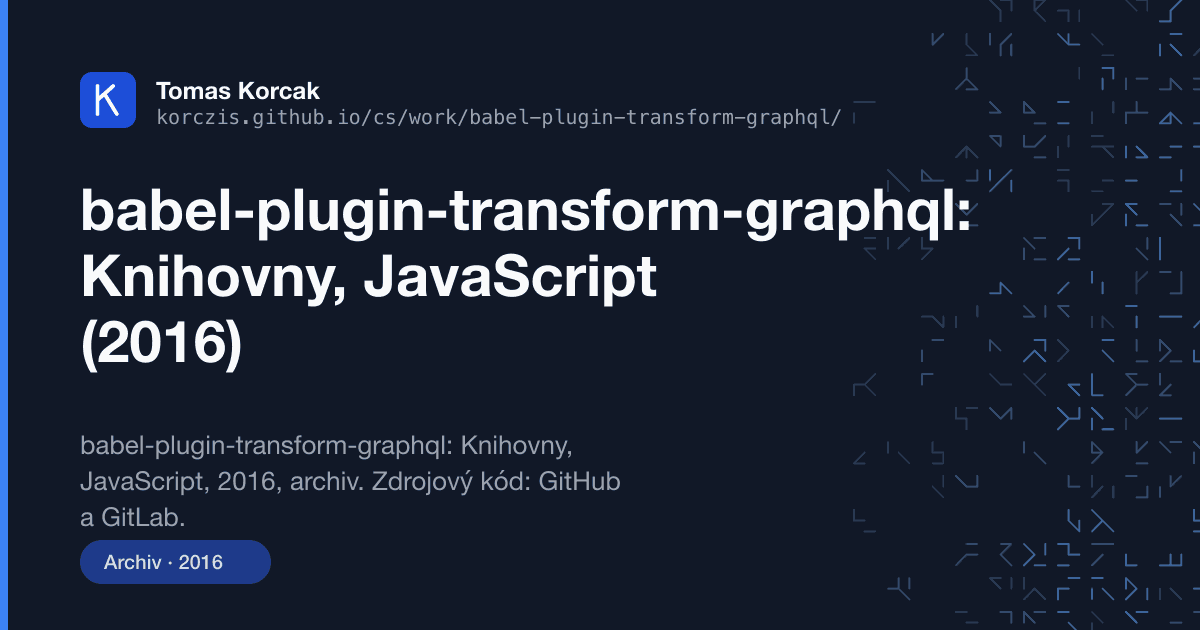 K
Tomas Korcak
korczis.github.io/cs/work/babel-plugin-transform-graphql/
babel-plugin-transform-graphql:
Knihovny, JavaScript
(2016)
babel-plugin-transform-graphql: Knihovny,
JavaScript, 2016, archiv. Zdrojový kód: GitHub
a GitLab.
Archiv · 2016